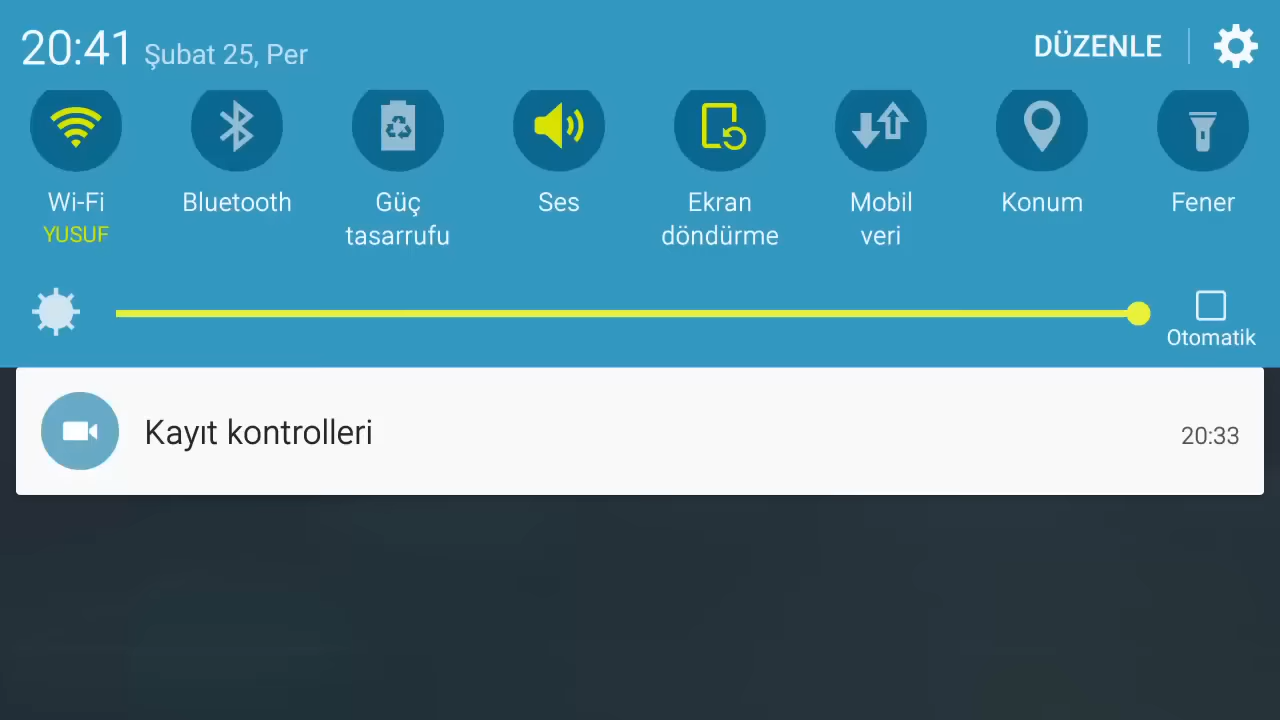 20:41 Şubat 25, Per
DÜZENLE
Wi-Fi
YUSUF
Bluetooth
Güç
tasarrufu
Ses
Ekran
döndürme
Mobil
veri
Konum
Fener
Otomatik
Kayıt kontrolleri
20:33